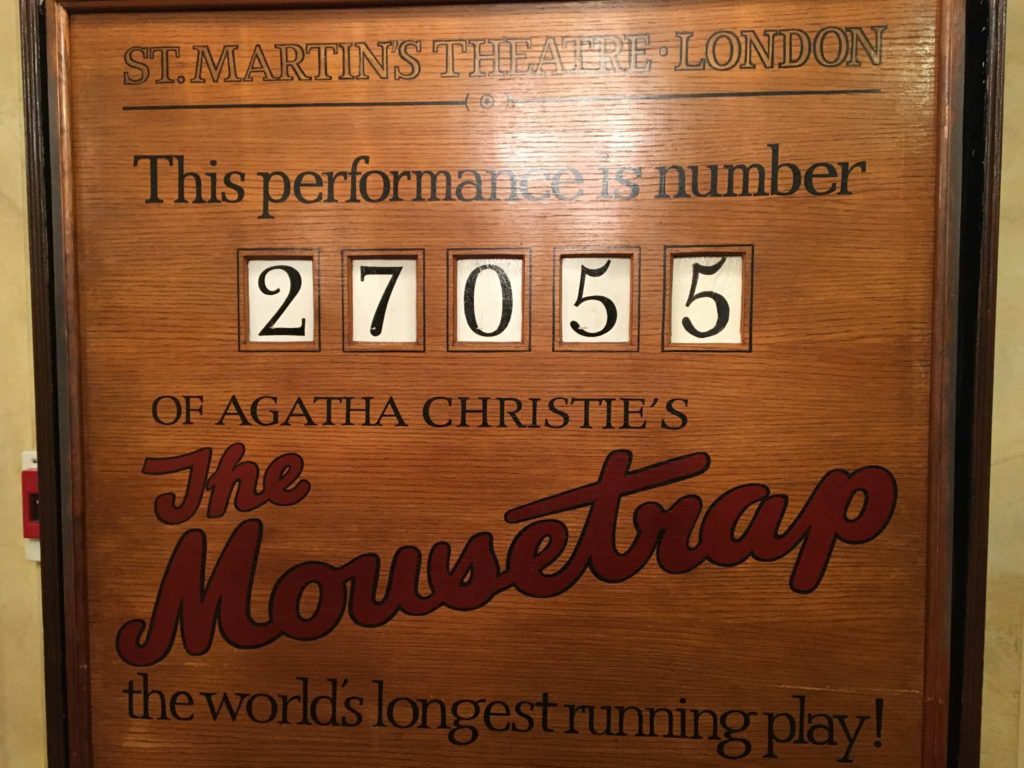 ST. MARTIN'S THEATRE · LONDON
This performance is number
27055
OF AGATHA CHRISTIE'S
The
Mousetrap
the world's longest running play!